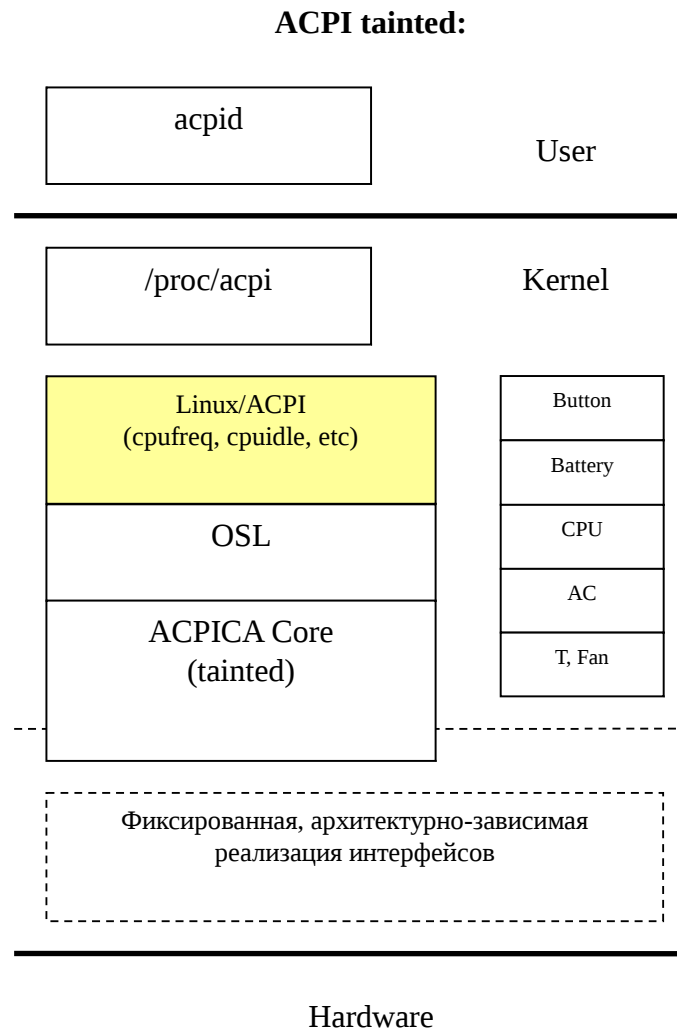 ACPI tainted:
acpid
User
/proc/acpi
Kernel
Linux/ACPI
(cpufreq, cpuidle, etc)
OSL
ACPICA Core
(tainted)
Button
Battery
CPU
AC
T, Fan
Фиксированная, архитектурно-зависимая
реализация интерфейсов
Hardware